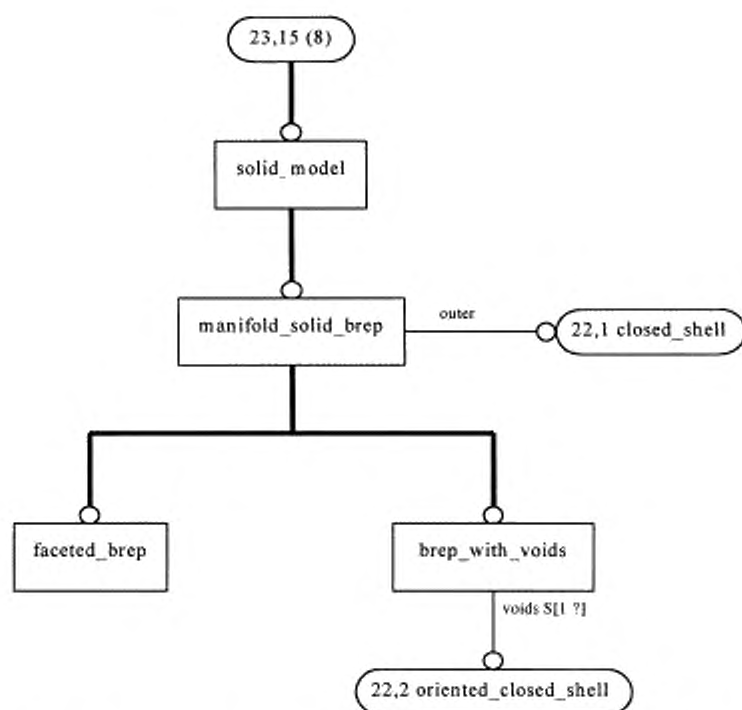 23,15 (8)
solid_model
manifold_solid_brep
outer
22,1 closed_shell
faceted_brep
brep_with_voids
voids S[1 ?]
22,2 oriented_closed_shell